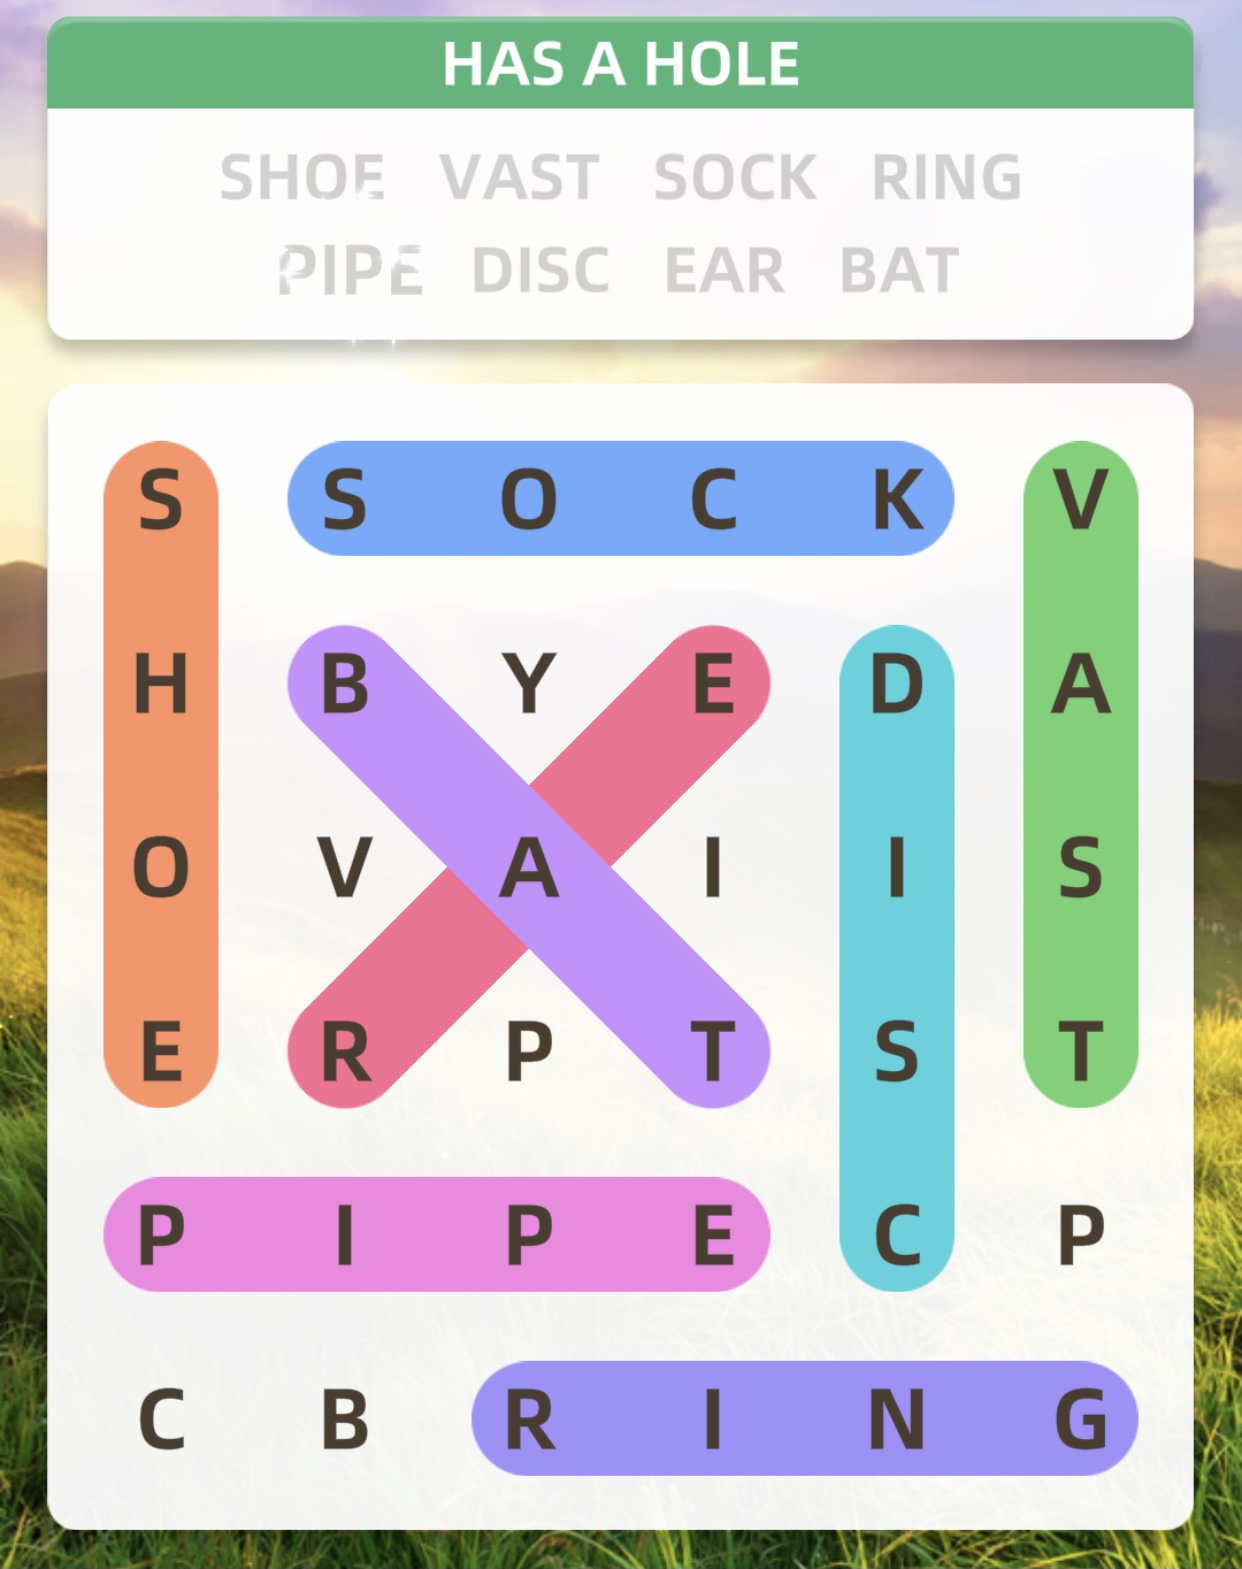 HAS A HOLE
SHOE VAST SOCK RING
PIPE DISC EAR BAT
S S O C K V
H B Y E D A
O V A I I S
E R P T S T
P I P E C P
C B R I N G